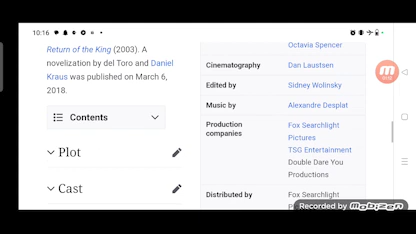 10:16
Return of the King (2003). A
novelization by del Toro and Daniel
Kraus was published on March 6,
2018.
Contents
Plot
Cast
Octavia Spencer
Cinematography Dan Laustsen
Edited by Sidney Wolinsky
Music by Alexandre Desplat
Production Fox Searchlight
companies Pictures
TSG Entertainment
Double Dare You
Productions
Distributed by Fox Searchlight
Recorded by Mobizen